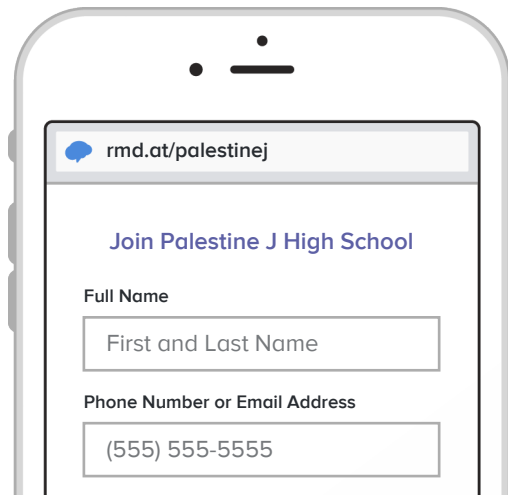 rmd.at/palestinej
Join Palestine J High School
Full Name
First and Last Name
Phone Number or Email Address
(555) 555-5555